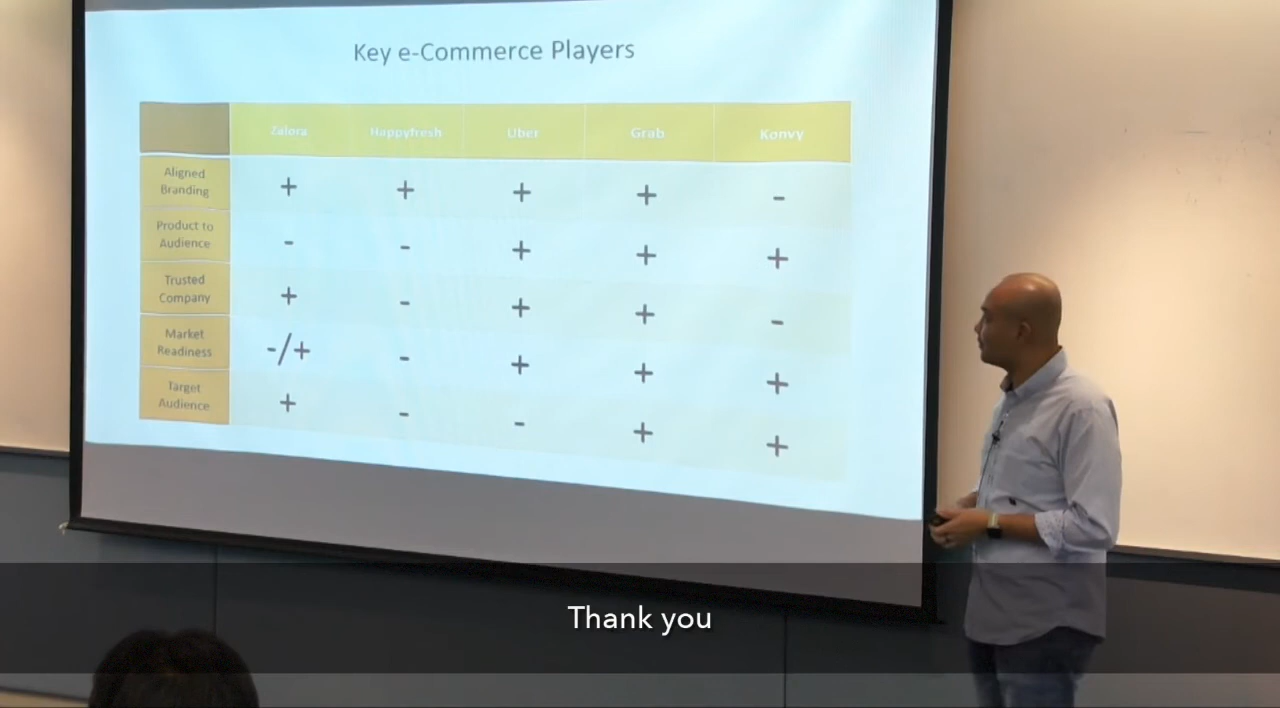 Key e-Commerce Players
Zalora Happyfresh Uber Grab Konvy
Aligned
Branding + + + + -
Product to
Audience - - + + +
Trusted
Company + - + + -
Market
Readiness -/+ - + + +
Target
Audience + - - + +
Thank you